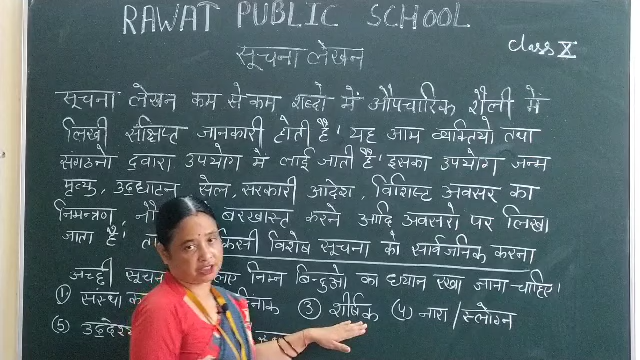 RAWAT PUBLIC SCHOOL
सूचना लेखन
Class X
सूचना लेखन कम से कम शब्दो में औपचारिक शैली में
लिखी संक्षिप्त जानकारी होती है। यह आम व्यक्तियो तथा
संगठनो द्वारा उपयोग मे लाई जाती है। इसका उपयोग जन्म
मृत्यु, उद्घाटन, सेल, सरकारी आदेश, विशिष्ट अवसर का
निमन्त्रण, बरखास्त करने आदि अवसरो पर लिखा
जाता है। किसी विशेष सूचना को सार्वजनिक करना
अच्छी निम्न बिन्दुओ का ध्यान रखा जाना चाहिए।
① संस्था ③ शीर्षक ④ नारा/स्लोगन
⑤